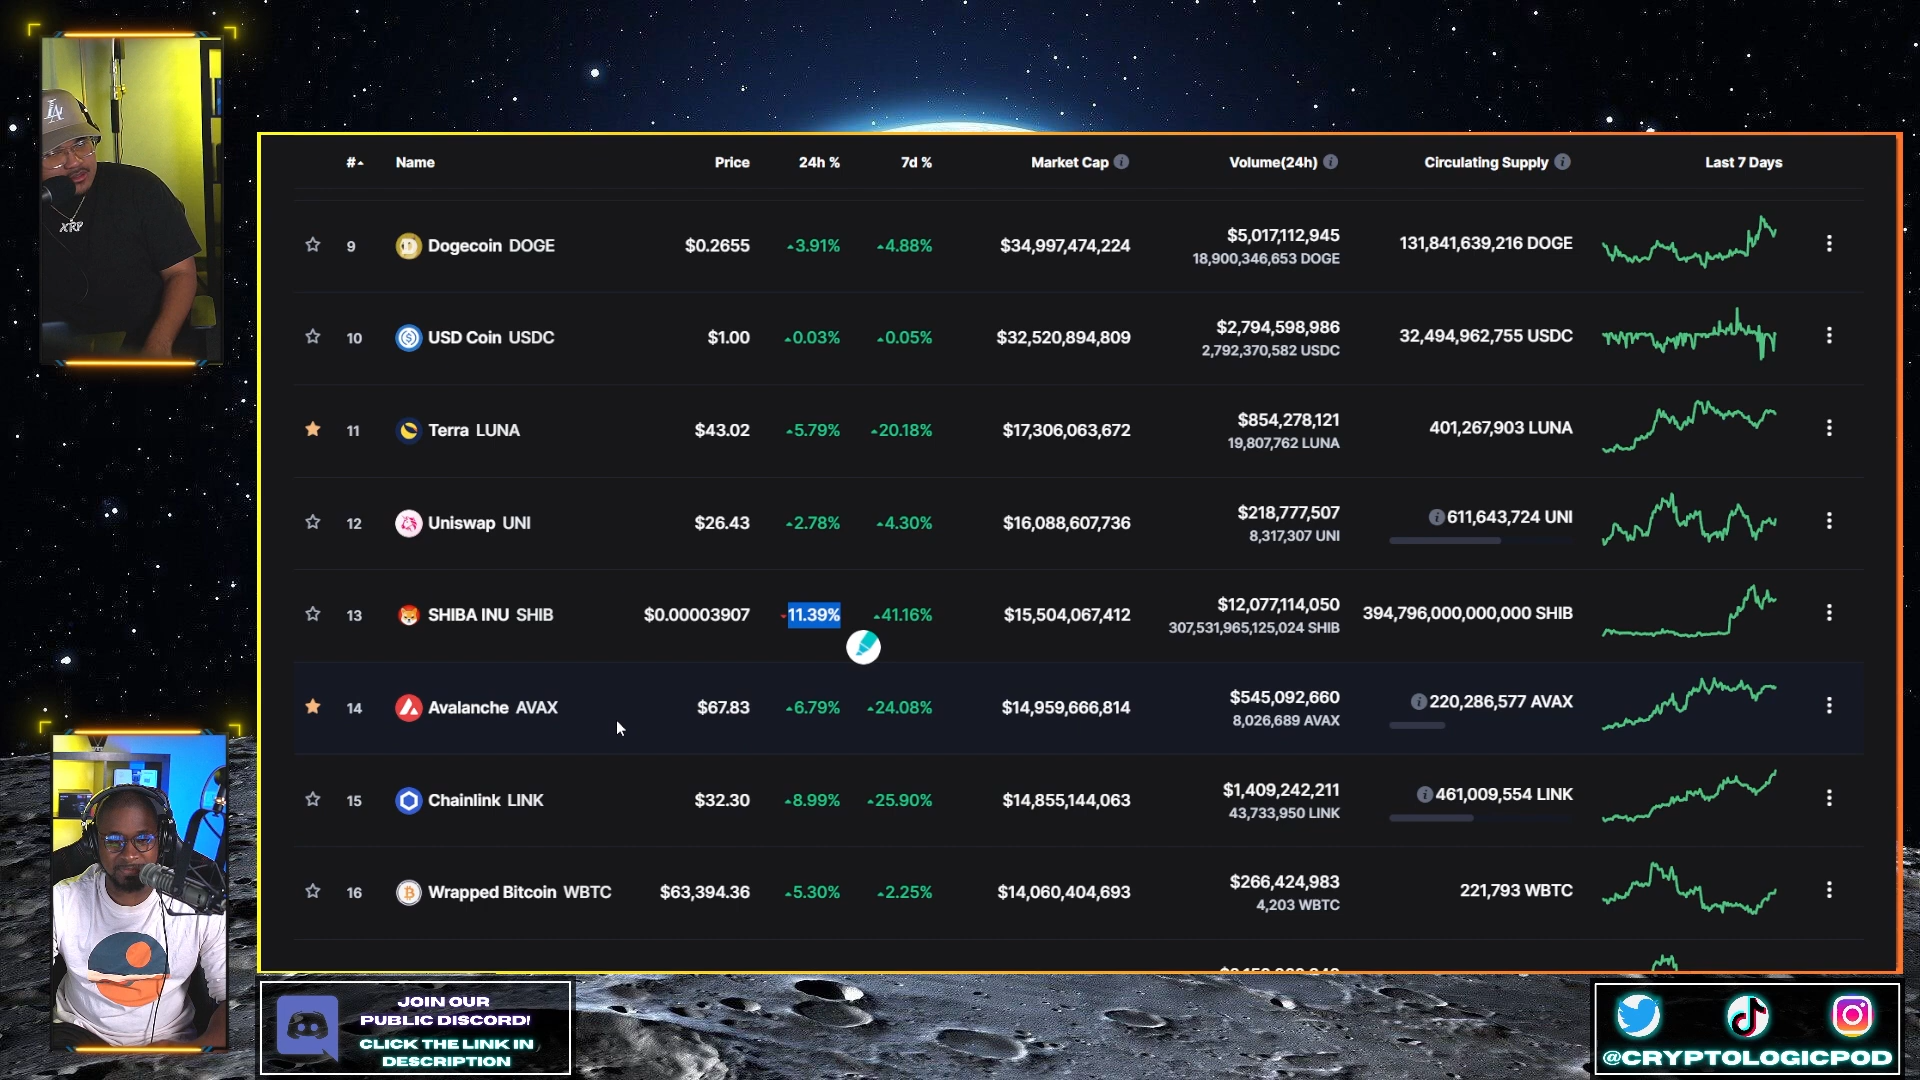 LA
XRP
# Name Price 24h % 7d % Market Cap Volume(24h) Circulating Supply Last 7 Days
9 Dogecoin DOGE $0.2655 3.91% 4.88% $34,997,474,224 $5,017,112,945 131,841,639,216 DOGE
18,900,346,653 DOGE
10 USD Coin USDC $1.00 0.03% 0.05% $32,520,894,809 $2,794,598,986 32,494,962,755 USDC
2,792,370,582 USDC
11 Terra LUNA $43.02 5.79% 20.18% $17,306,063,672 $854,278,121 401,267,903 LUNA
19,807,762 LUNA
12 Uniswap UNI $26.43 2.78% 4.30% $16,088,607,736 $218,777,507 611,643,724 UNI
8,317,307 UNI
13 SHIBA INU SHIB $0.00003907 11.39% 41.16% $15,504,067,412 $12,077,114,050 394,796,000,000,000 SHIB
307,531,965,125,024 SHIB
14 Avalanche AVAX $67.83 6.79% 24.08% $14,959,666,814 $545,092,660 220,286,577 AVAX
8,026,689 AVAX
15 Chainlink LINK $32.30 8.99% 25.90% $14,855,144,063 $1,409,242,211 461,009,554 LINK
43,733,950 LINK
16 Wrapped Bitcoin WBTC $63,394.36 5.30% 2.25% $14,060,404,693 $266,424,983 221,793 WBTC
4,203 WBTC
JOIN OUR
PUBLIC DISCORD!
CLICK THE LINK IN
DESCRIPTION
@CRYPTOLOGICPOD